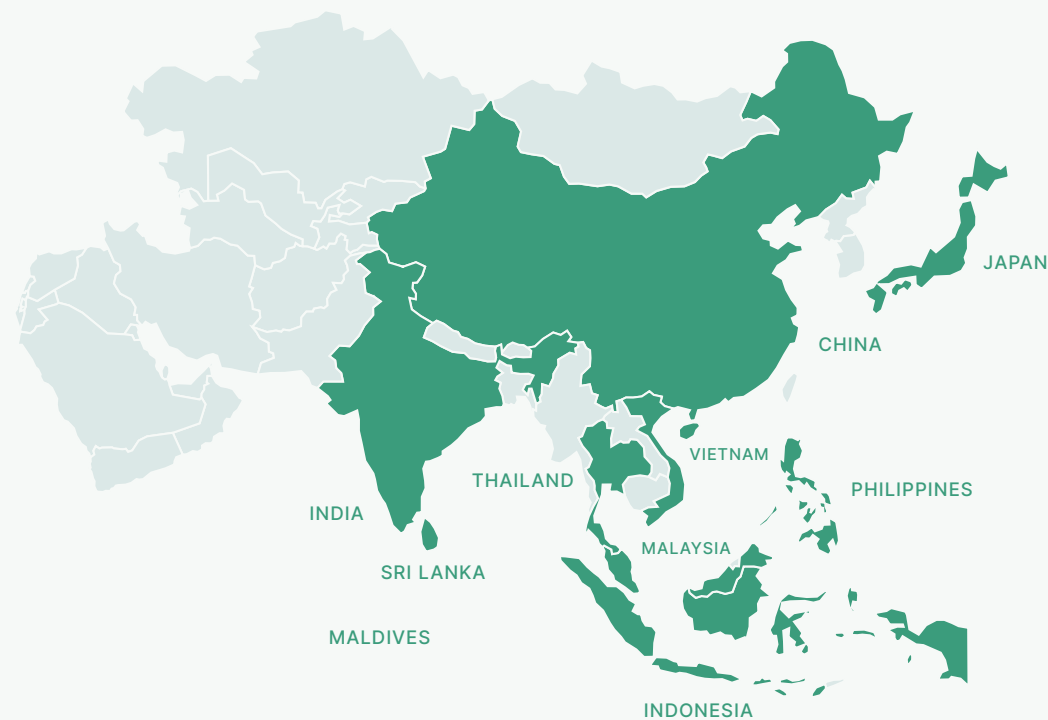 JAPAN
CHINA
VIETNAM
THAILAND
PHILIPPINES
INDIA
MALAYSIA
SRI LANKA
MALDIVES
INDONESIA